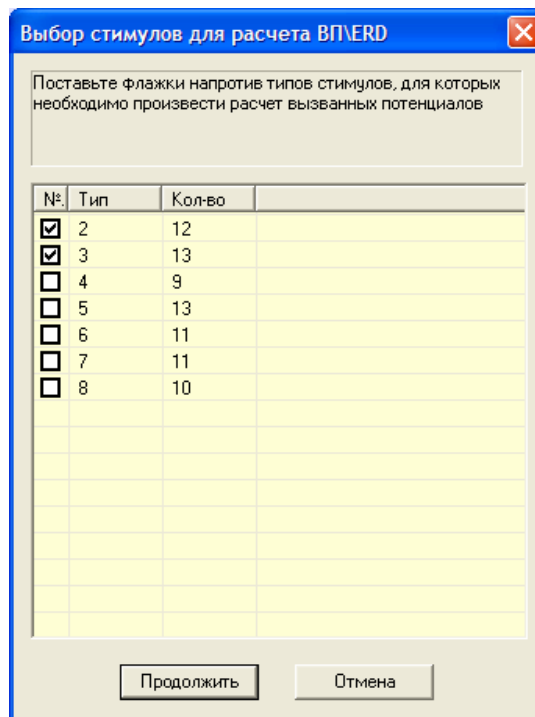 Выбор стимулов для расчета ВП\ERD
Поставьте флажки напротив типов стимулов, для которых
необходимо произвести расчет вызванных потенциалов
№. Тип Кол-во
2 12
3 13
4 9
5 13
6 11
7 11
8 10
Продолжить Отмена